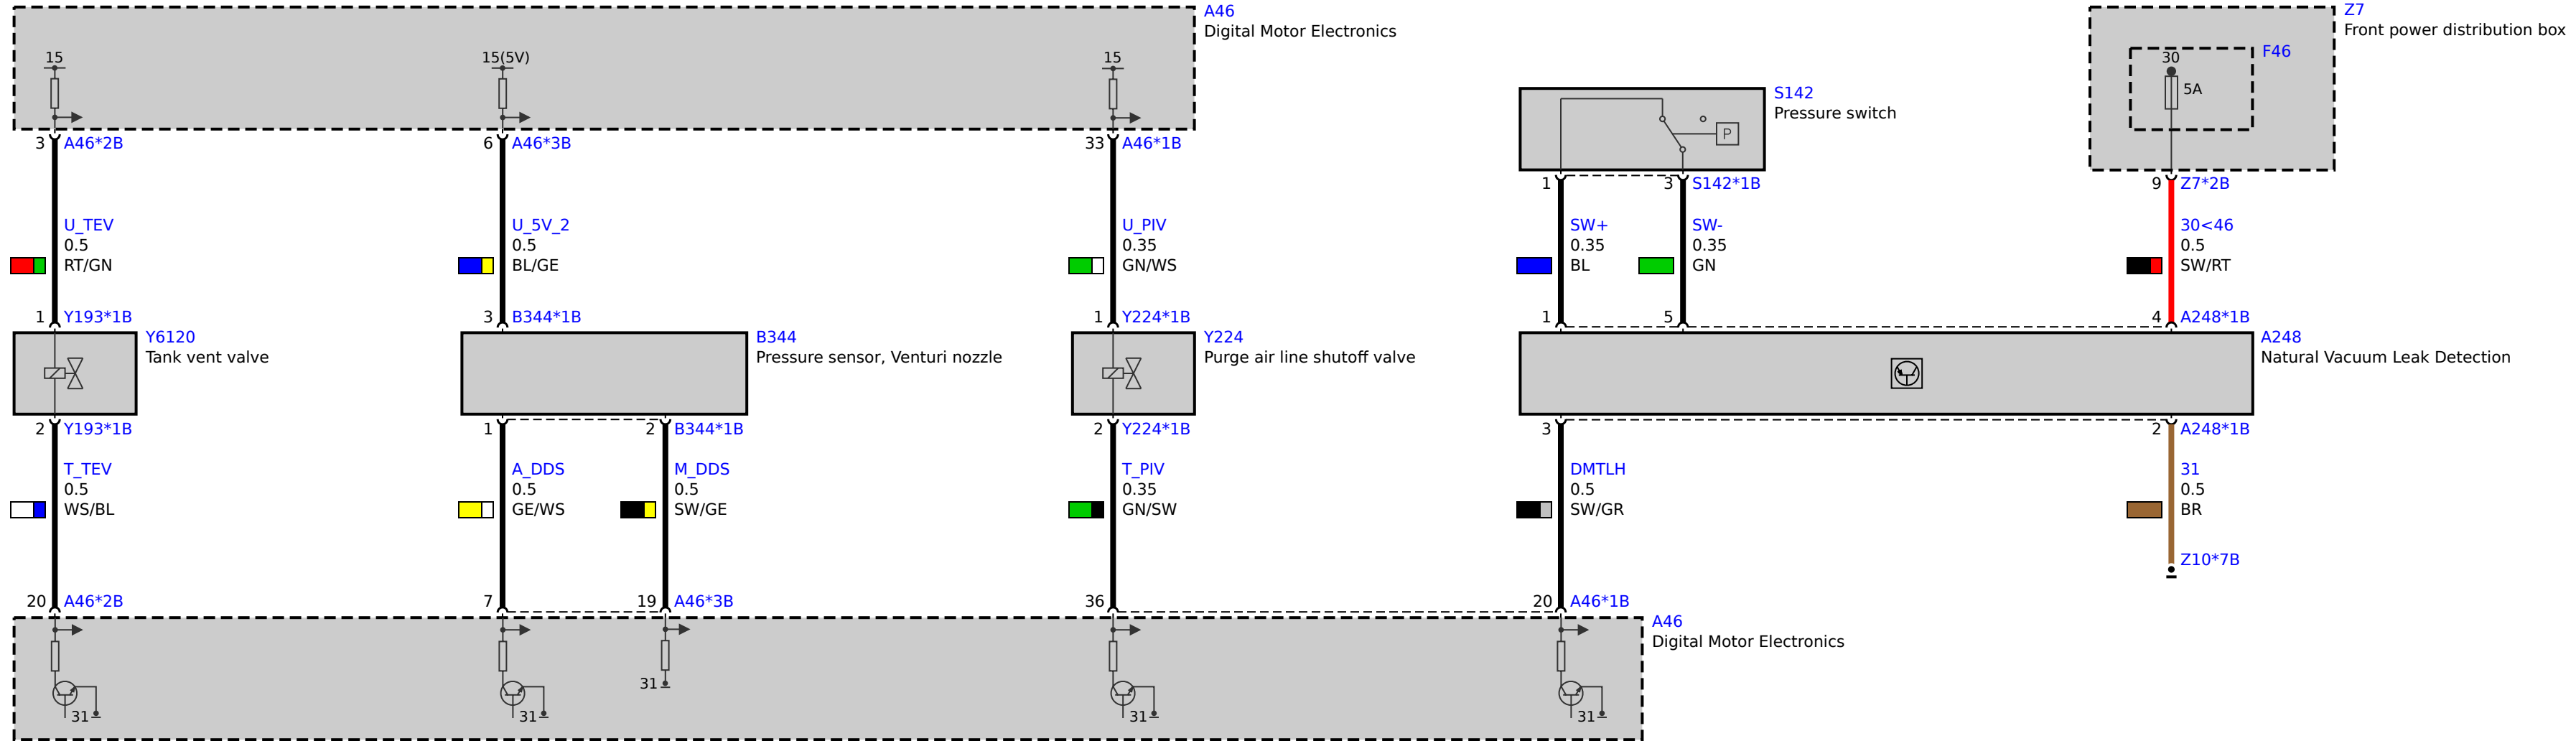 A46
Digital Motor Electronics
Z7
Front power distribution box
F46
30
5A
15
15(5V)
15
S142
Pressure switch
P
3 A46*2B
6 A46*3B
33 A46*1B
1
3 S142*1B
9 Z7*2B
U_TEV
0.5
RT/GN
U_5V_2
0.5
BL/GE
U_PIV
0.35
GN/WS
SW+
0.35
BL
SW-
0.35
GN
30<46
0.5
SW/RT
1 Y193*1B
3 B344*1B
1 Y224*1B
1
5
4 A248*1B
Y6120
Tank vent valve
B344
Pressure sensor, Venturi nozzle
Y224
Purge air line shutoff valve
A248
Natural Vacuum Leak Detection
2 Y193*1B
1
2 B344*1B
2 Y224*1B
3
2 A248*1B
T_TEV
0.5
WS/BL
A_DDS
0.5
GE/WS
M_DDS
0.5
SW/GE
T_PIV
0.35
GN/SW
DMTLH
0.5
SW/GR
31
0.5
BR
Z10*7B
20 A46*2B
7
19 A46*3B
36
20 A46*1B
A46
Digital Motor Electronics
31
31
31
31
31